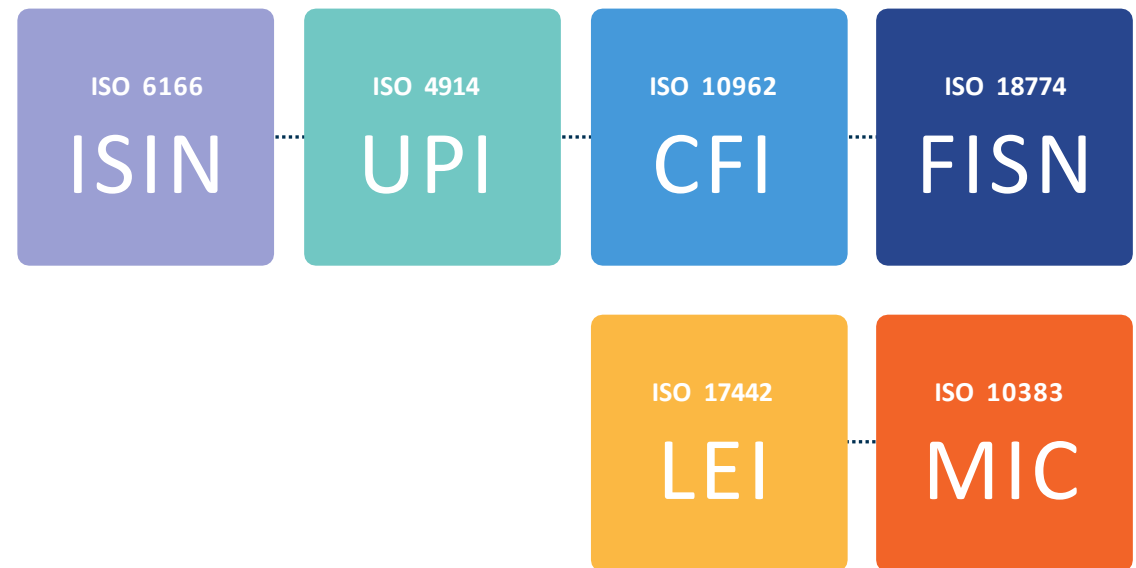 ISO 6166
ISIN
ISO 4914
UPI
ISO 10962
CFI
ISO 18774
FISN
ISO 17442
LEI
ISO 10383
MIC